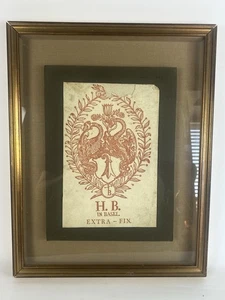 h
H. B.
IN BASEL.
EXTRA - FIN